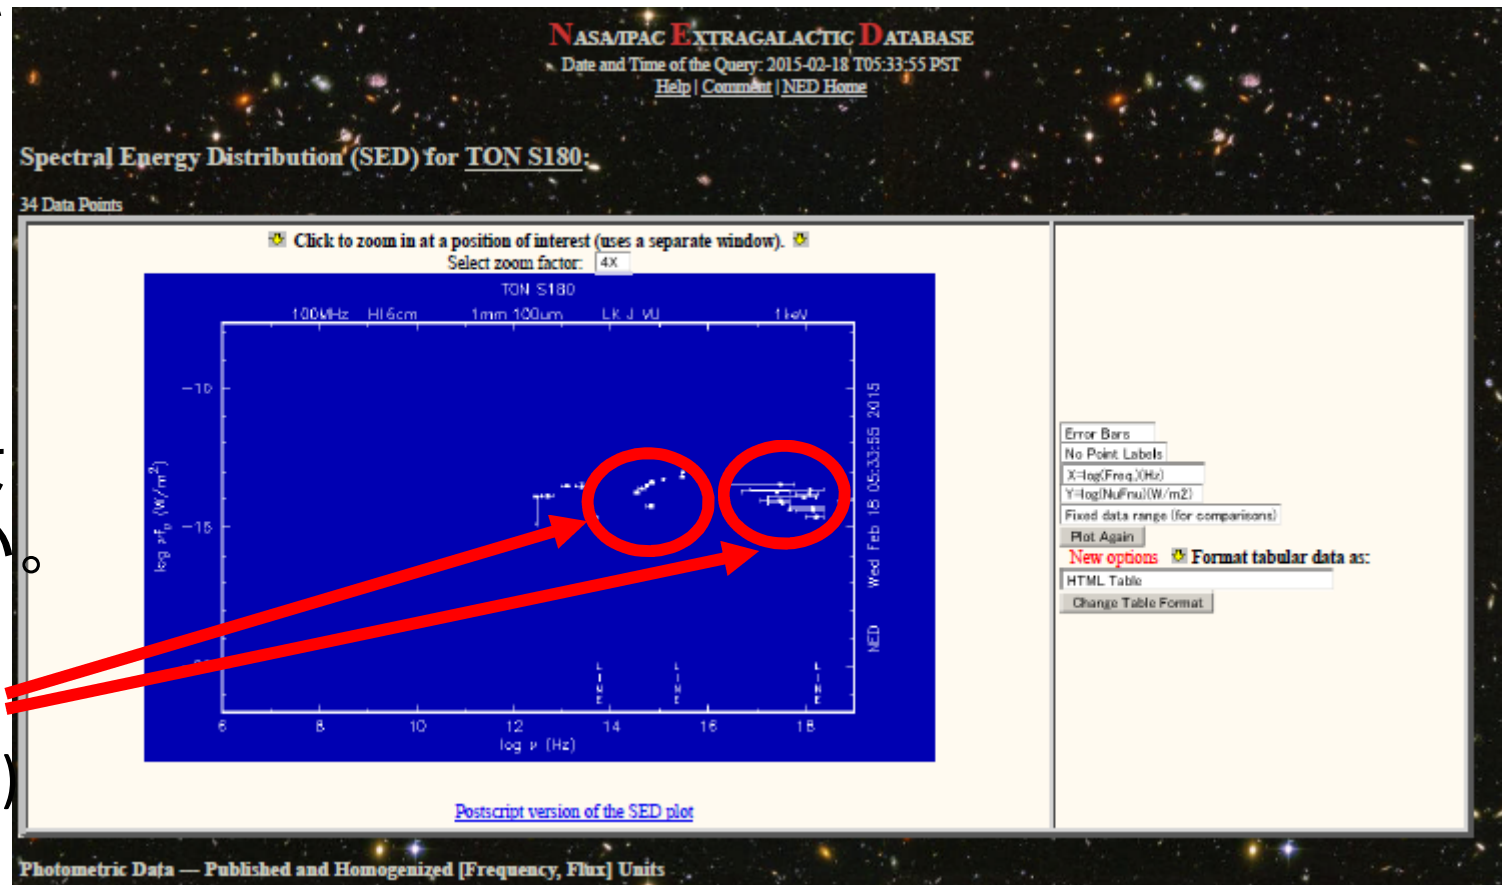 NASA/IPAC EXTRAGALACTIC DATABASE
Date and Time of the Query: 2015-02-18 T05:33:55 PST
Help | Comment | NED Home
Spectral Energy Distribution (SED) for TON S180:
34 Data Points
Click to zoom in at a position of interest (uses a separate window).
Select zoom factor: 4X
TON S180
100MHz HI 6cm 1mm 100um LK J VU 1keV
-10
-15
log νfν (W/m²)
6 8 10 12 14 16 18
log ν (Hz)
LINE LINE LINE
NED Wed Feb 18 05:33:55 2015
Postscript version of the SED plot
Error Bars
No Point Labels
X=log(Freq.)(Hz)
Y=log(NuFnu)(W/m2)
Fixed data range (for comparisons)
Plot Again
New options Format tabular data as:
HTML Table
Change Table Format
Photometric Data — Published and Homogenized [Frequency, Flux] Units
。
)